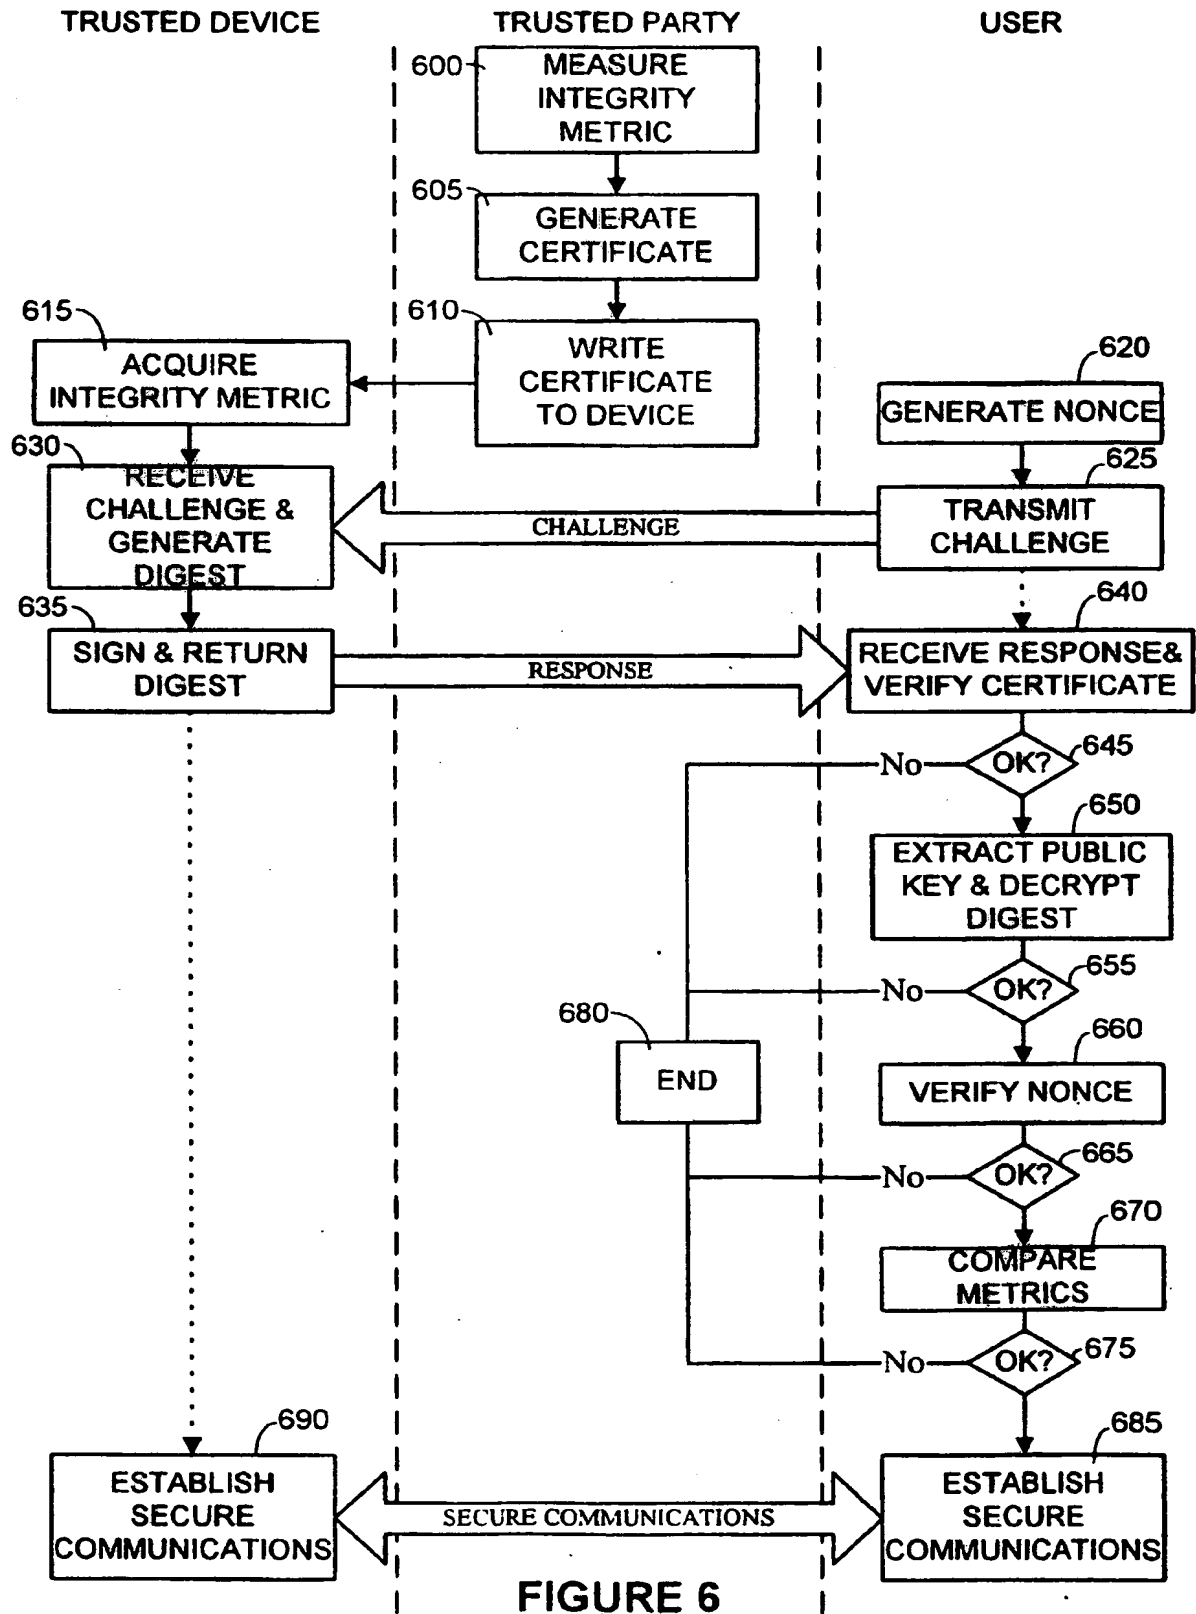 TRUSTED DEVICE
TRUSTED PARTY
USER
600
MEASURE
INTEGRITY
METRIC
605
GENERATE
CERTIFICATE
610
WRITE
CERTIFICATE
TO DEVICE
615
ACQUIRE
INTEGRITY METRIC
620
GENERATE NONCE
625
TRANSMIT
CHALLENGE
CHALLENGE
630
RECEIVE
CHALLENGE &
GENERATE
DIGEST
635
SIGN & RETURN
DIGEST
RESPONSE
640
RECEIVE RESPONSE&
VERIFY CERTIFICATE
645
OK?
No
650
EXTRACT PUBLIC
KEY & DECRYPT
DIGEST
655
OK?
No
680
END
660
VERIFY NONCE
665
OK?
No
670
COMPARE
METRICS
675
OK?
No
690
ESTABLISH
SECURE
COMMUNICATIONS
SECURE COMMUNICATIONS
685
ESTABLISH
SECURE
COMMUNICATIONS
FIGURE 6